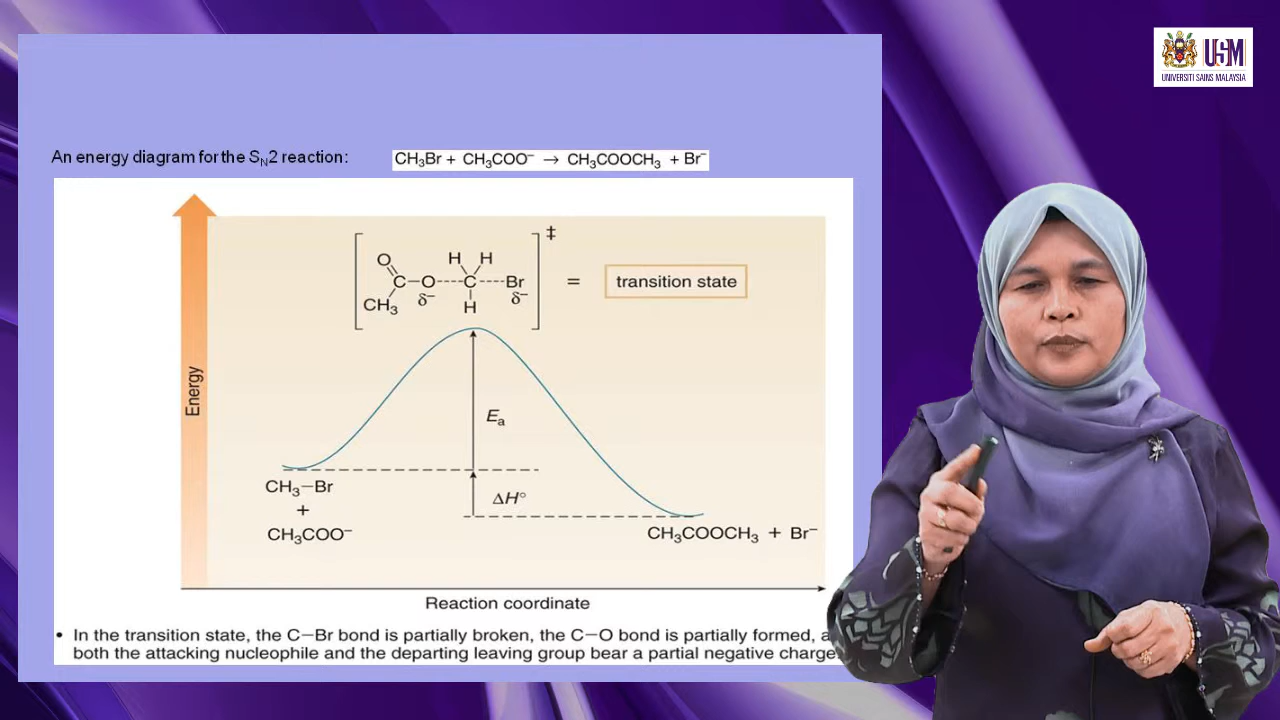 USM
UNIVERSITI SAINS MALAYSIA
An energy diagram for the SN2 reaction: CH₃Br + CH₃COO⁻ → CH₃COOCH₃ + Br⁻
‡
O H H
C–O----C----Br = transition state
CH₃ δ⁻ H δ⁻
Energy
Eₐ
CH₃–Br
ΔH°
+
CH₃COO⁻ CH₃COOCH₃ + Br⁻
Reaction coordinate
• In the transition state, the C–Br bond is partially broken, the C–O bond is partially formed,
both the attacking nucleophile and the departing leaving group bear a partial negative charge